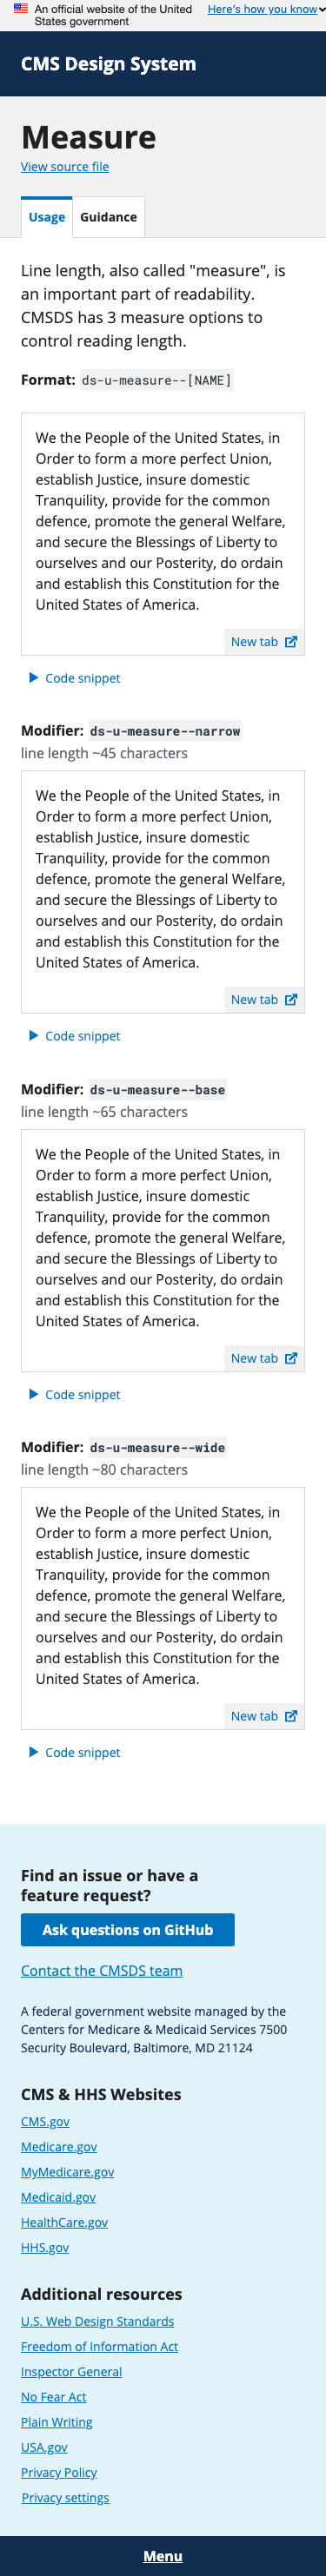 An official website of the United States government
Here's how you know
CMS Design System
Measure
View source file
Usage
Guidance
Line length, also called "measure", is
an important part of readability.
CMSDS has 3 measure options to
control reading length.
Format: ds-u-measure--[NAME]
We the People of the United States, in
Order to form a more perfect Union,
establish Justice, insure domestic
Tranquility, provide for the common
defence, promote the general Welfare,
and secure the Blessings of Liberty to
ourselves and our Posterity, do ordain
and establish this Constitution for the
United States of America.
New tab
Code snippet
Modifier: ds-u-measure--narrow
line length ~45 characters
We the People of the United States, in
Order to form a more perfect Union,
establish Justice, insure domestic
Tranquility, provide for the common
defence, promote the general Welfare,
and secure the Blessings of Liberty to
ourselves and our Posterity, do ordain
and establish this Constitution for the
United States of America.
New tab
Code snippet
Modifier: ds-u-measure--base
line length ~65 characters
We the People of the United States, in
Order to form a more perfect Union,
establish Justice, insure domestic
Tranquility, provide for the common
defence, promote the general Welfare,
and secure the Blessings of Liberty to
ourselves and our Posterity, do ordain
and establish this Constitution for the
United States of America.
New tab
Code snippet
Modifier: ds-u-measure--wide
line length ~80 characters
We the People of the United States, in
Order to form a more perfect Union,
establish Justice, insure domestic
Tranquility, provide for the common
defence, promote the general Welfare,
and secure the Blessings of Liberty to
ourselves and our Posterity, do ordain
and establish this Constitution for the
United States of America.
New tab
Code snippet
Find an issue or have a
feature request?
Ask questions on GitHub
Contact the CMSDS team
A federal government website managed by the
Centers for Medicare & Medicaid Services 7500
Security Boulevard, Baltimore, MD 21124
CMS & HHS Websites
CMS.gov
Medicare.gov
MyMedicare.gov
Medicaid.gov
HealthCare.gov
HHS.gov
Additional resources
U.S. Web Design Standards
Freedom of Information Act
Inspector General
No Fear Act
Plain Writing
USA.gov
Privacy Policy
Privacy settings
Menu